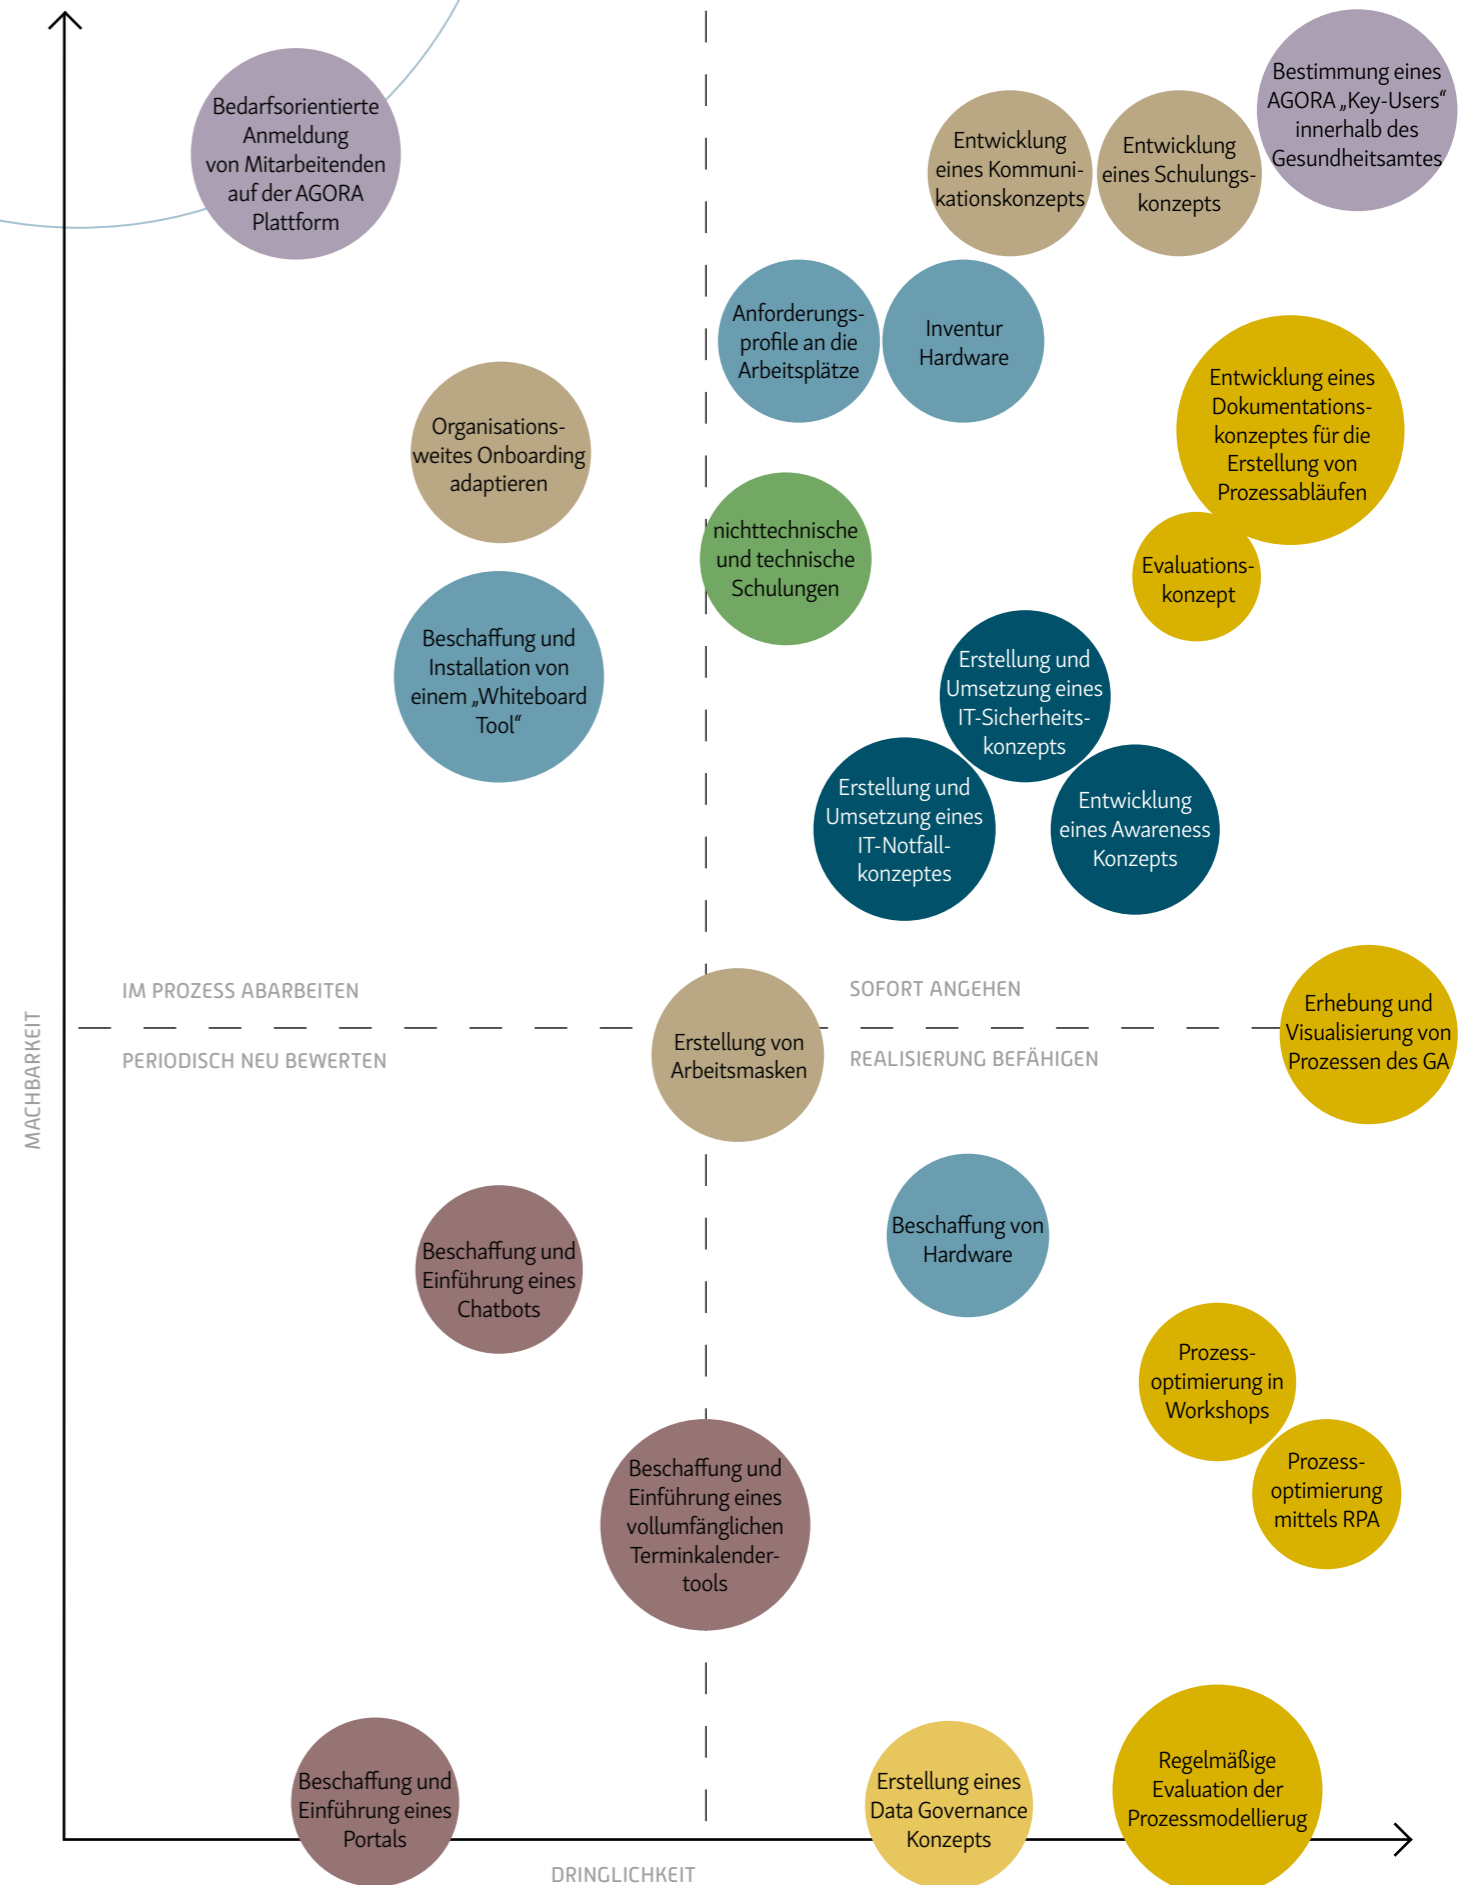 Bedarfsorientierte
Anmeldung
von Mitarbeitenden
auf der AGORA
Plattform
Bestimmung eines
AGORA „Key-Users“
innerhalb des
Gesundheitsamtes
Entwicklung
eines Kommuni-
kationskonzepts
Entwicklung
eines Schulungs-
konzepts
Anforderungs-
profile an die
Arbeitsplätze
Inventur
Hardware
Entwicklung eines
Dokumentations-
konzeptes für die
Erstellung von
Prozessabläufen
Organisations-
weites Onboarding
adaptieren
nichttechnische
und technische
Schulungen
Evaluations-
konzept
Beschaffung und
Installation von
einem „Whiteboard
Tool“
Erstellung und
Umsetzung eines
IT-Sicherheits-
konzepts
Erstellung und
Umsetzung eines
IT-Notfall-
konzeptes
Entwicklung
eines Awareness
Konzepts
IM PROZESS ABARBEITEN
SOFORT ANGEHEN
PERIODISCH NEU BEWERTEN
REALISIERUNG BEFÄHIGEN
MACHBARKEIT
Erstellung von
Arbeitsmasken
Erhebung und
Visualisierung von
Prozessen des GA
Beschaffung und
Einführung eines
Chatbots
Beschaffung von
Hardware
Prozess-
optimierung in
Workshops
Prozess-
optimierung
mittels RPA
Beschaffung und
Einführung eines
vollumfänglichen
Terminkalender-
tools
Beschaffung und
Einführung eines
Portals
Erstellung eines
Data Governance
Konzepts
Regelmäßige
Evaluation der
Prozessmodellierug
DRINGLICHKEIT